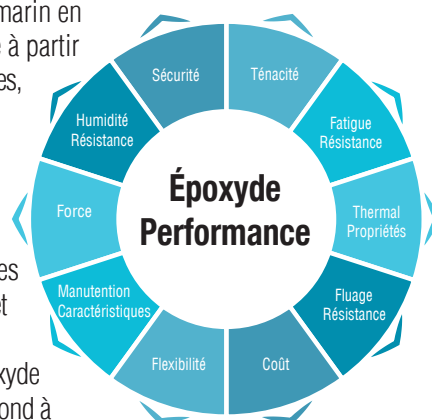 marin en
à partir
es,
es
et
xyde
ond à
Sécurité
Ténacité
Fatigue
Résistance
Thermal
Propriétés
Fluage
Résistance
Coût
Flexibilité
Manutention
Caractéristiques
Force
Humidité
Résistance
Époxyde
Performance